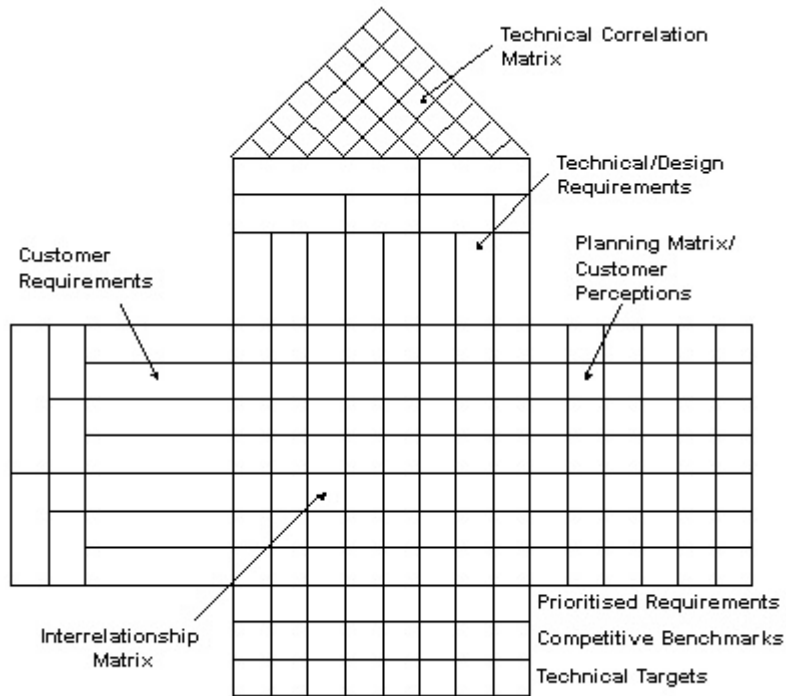 Technical Correlation
Matrix
Technical/Design
Requirements
Customer
Requirements
Planning Matrix/
Customer
Perceptions
Interrelationship
Matrix
Prioritised Requirements
Competitive Benchmarks
Technical Targets